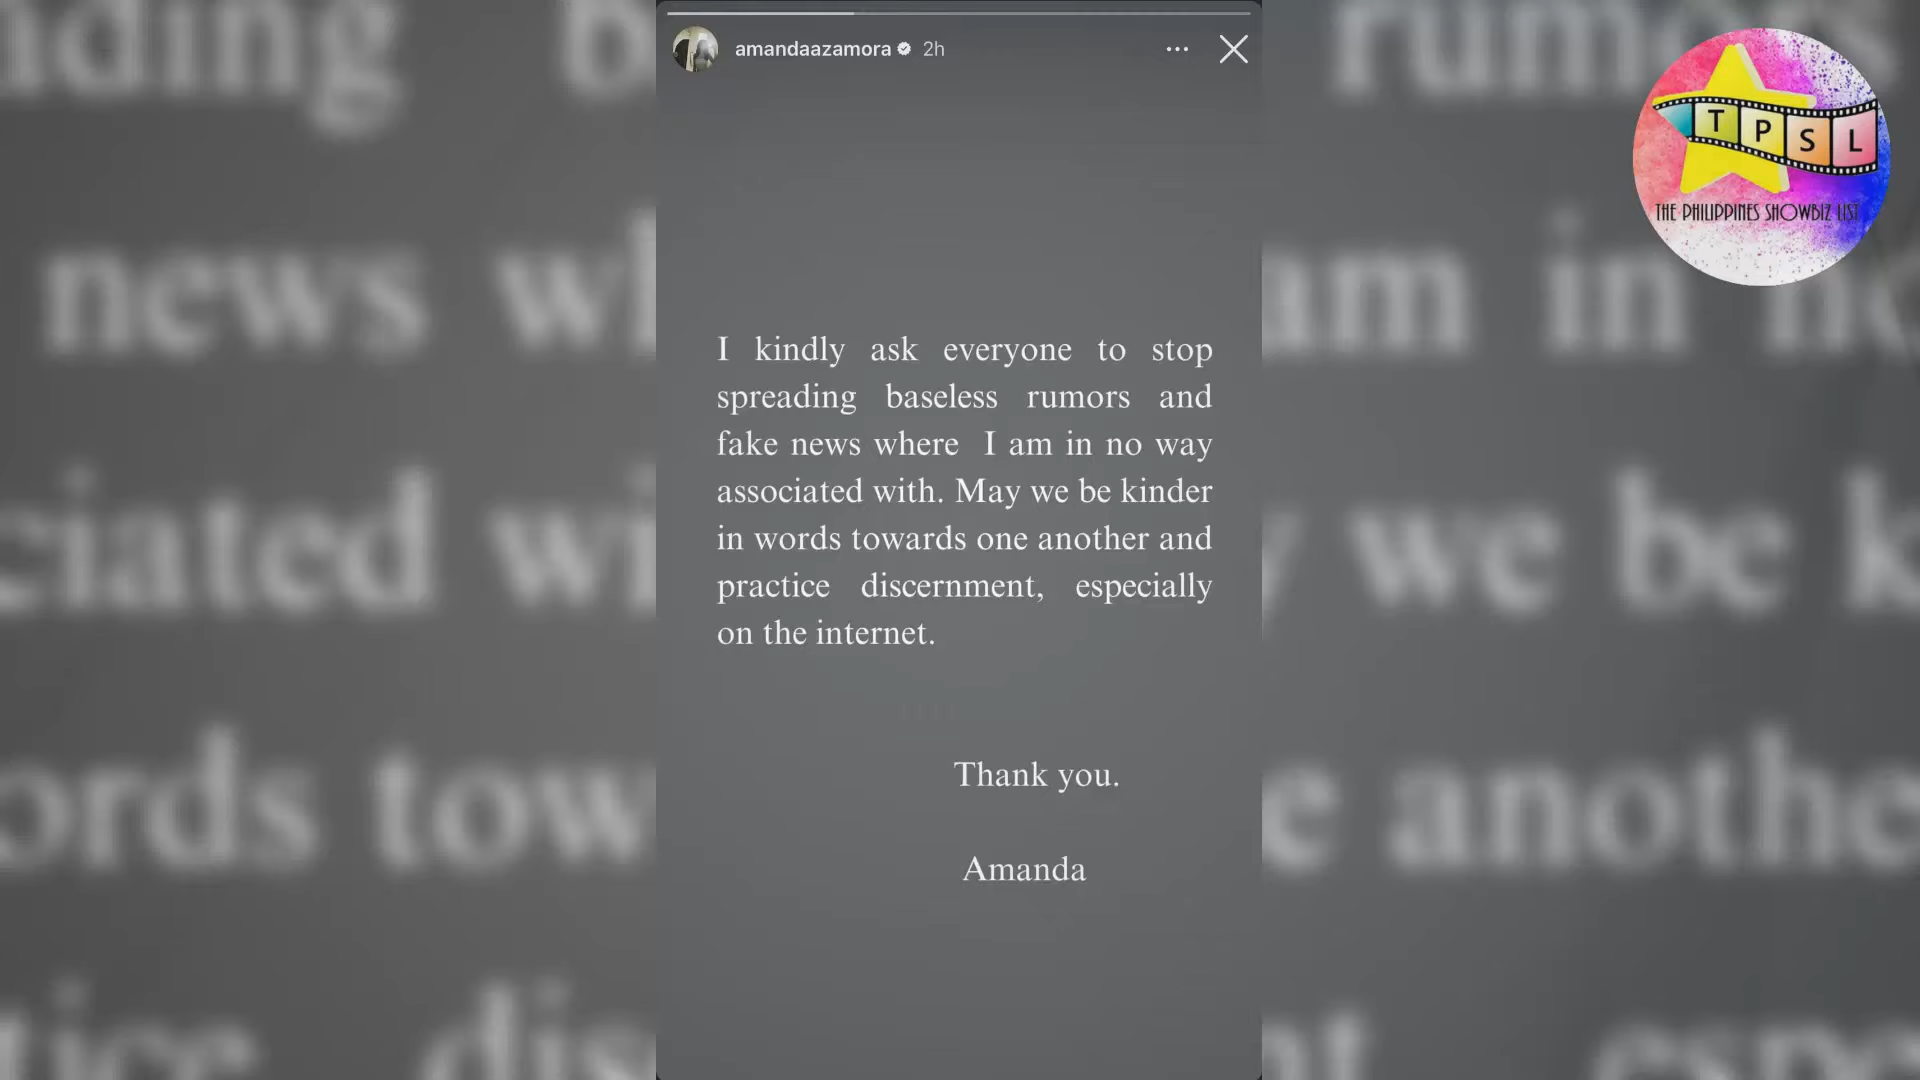 amandaazamora 2h
I kindly ask everyone to stop
spreading baseless rumors and
fake news where I am in no way
associated with. May we be kinder
in words towards one another and
practice discernment, especially
on the internet.
Thank you.
Amanda
T P S L
THE PHILIPPINES SHOWBIZ LIST